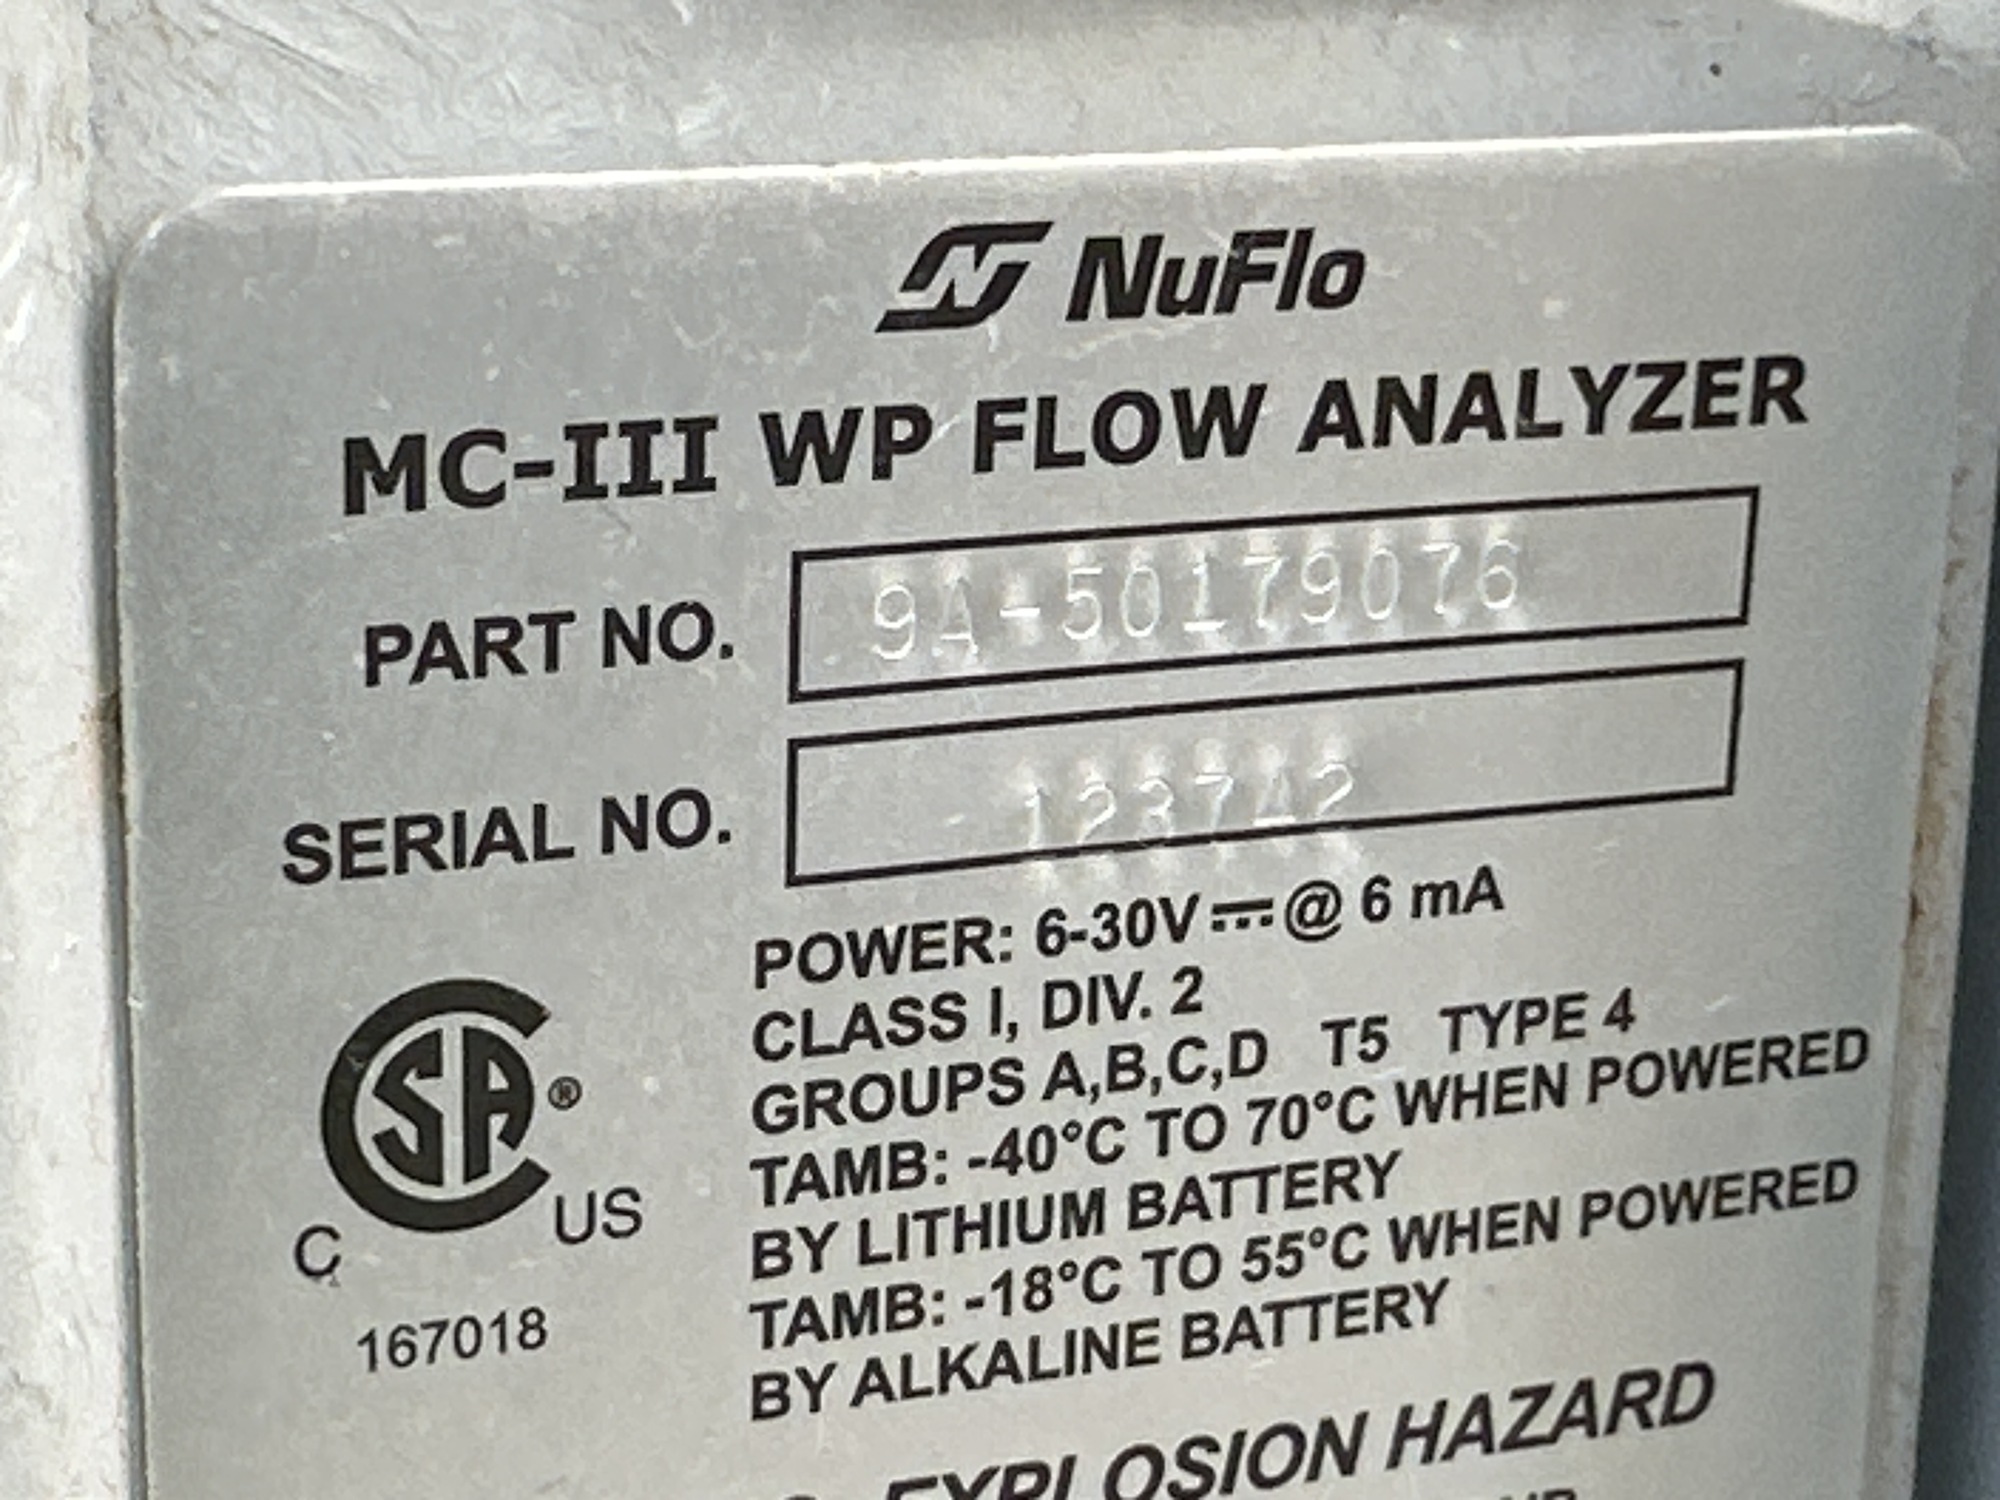 NuFlo
MC-III WP FLOW ANALYZER
PART NO. 9A-50179076
SERIAL NO. 123742
POWER: 6-30V⎓@ 6 mA
CLASS I, DIV. 2
GROUPS A,B,C,D T5 TYPE 4
TAMB: -40°C TO 70°C WHEN POWERED
BY LITHIUM BATTERY
TAMB: -18°C TO 55°C WHEN POWERED
BY ALKALINE BATTERY
CSA®
C US
167018
EXPLOSION HAZARD